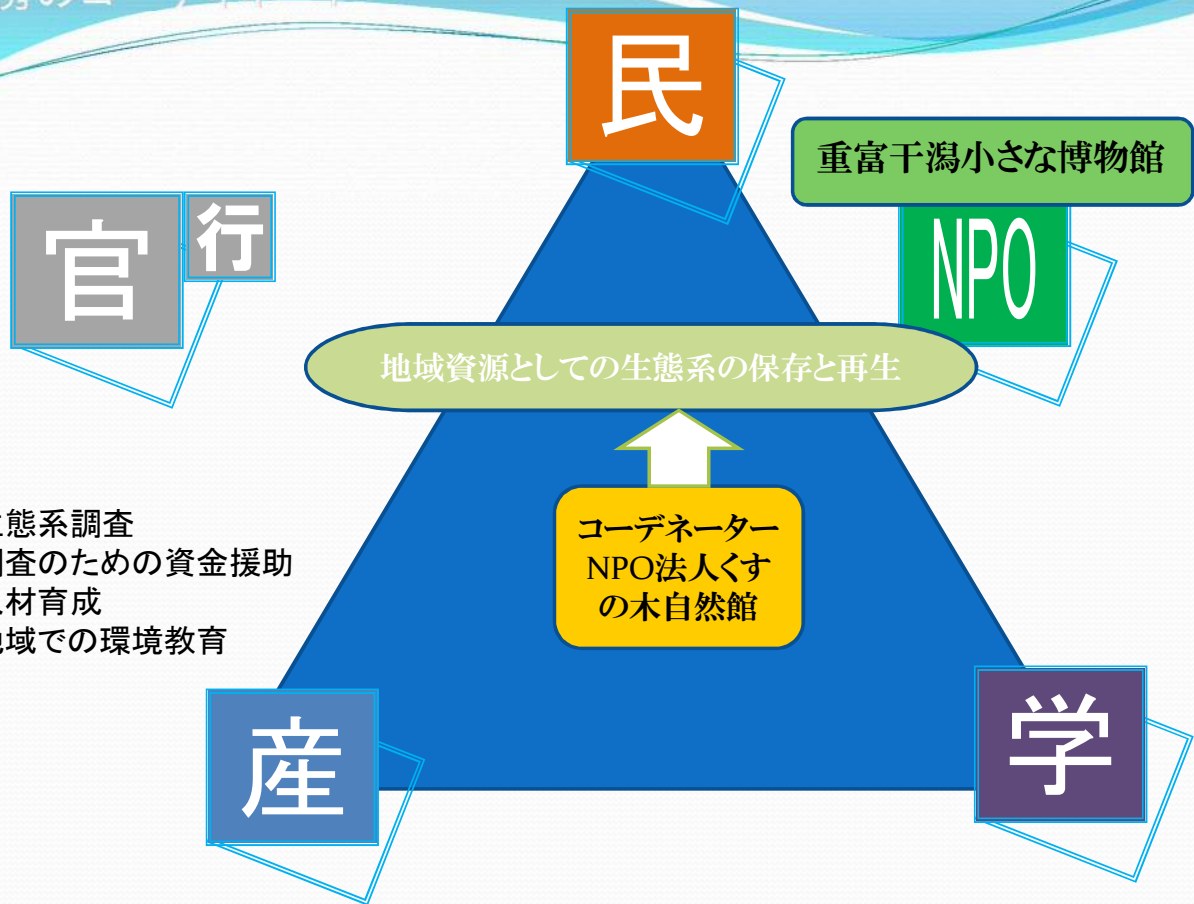 民
重富干潟小さな博物館
官
行
NPO
地域資源としての生態系の保存と再生
コーデネーター
NPO法人くす
の木自然館
態系調査
査のための資金援助
材育成
域での環境教育
産
学